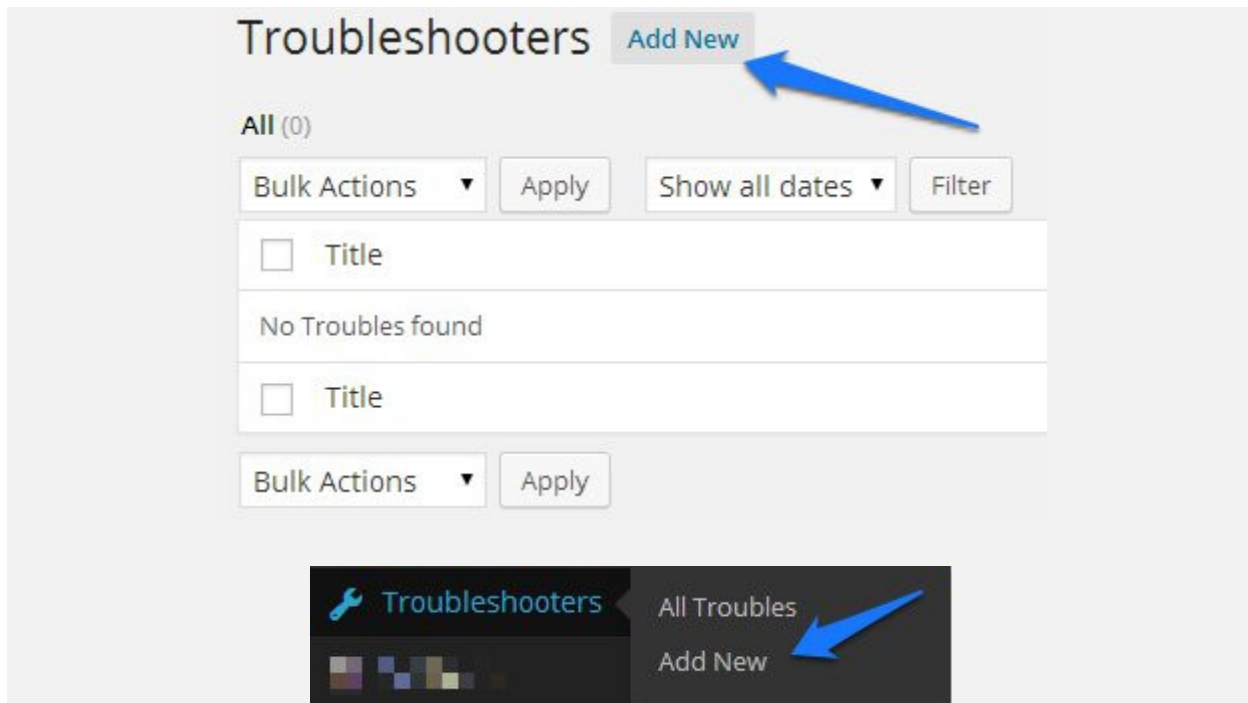 Troubleshooters Add New
All (0)
Bulk Actions Apply Show all dates Filter
Title
No Troubles found
Title
Bulk Actions Apply
Troubleshooters All Troubles
Add New